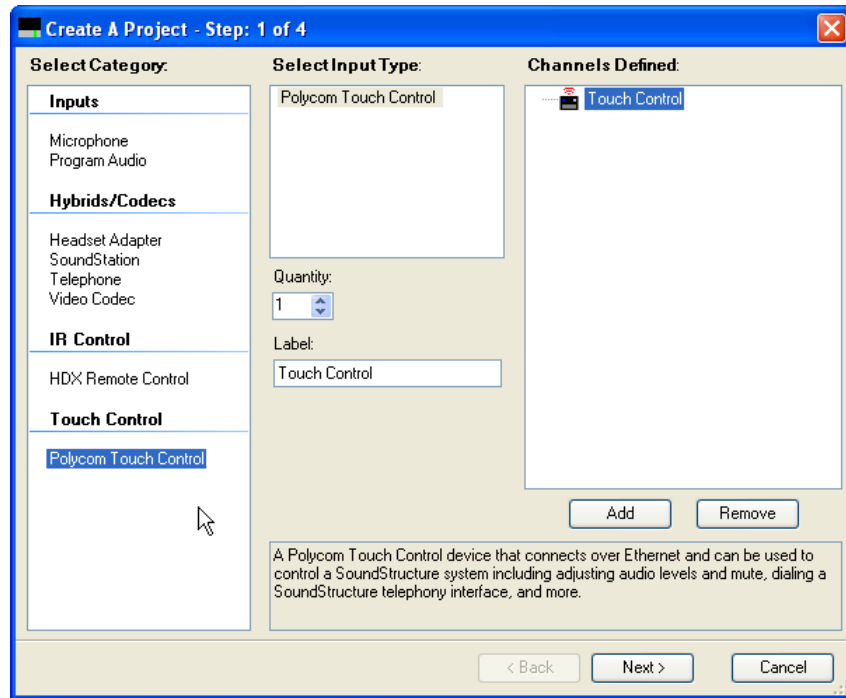 Create A Project - Step: 1 of 4
Select Category:
Inputs
Microphone
Program Audio
Hybrids/Codecs
Headset Adapter
SoundStation
Telephone
Video Codec
IR Control
HDX Remote Control
Touch Control
Polycom Touch Control
Select Input Type:
Polycom Touch Control
Quantity:
1
Label:
Touch Control
Channels Defined:
Touch Control
Add
Remove
A Polycom Touch Control device that connects over Ethernet and can be used to
control a SoundStructure system including adjusting audio levels and mute, dialing a
SoundStructure telephony interface, and more.
< Back
Next >
Cancel